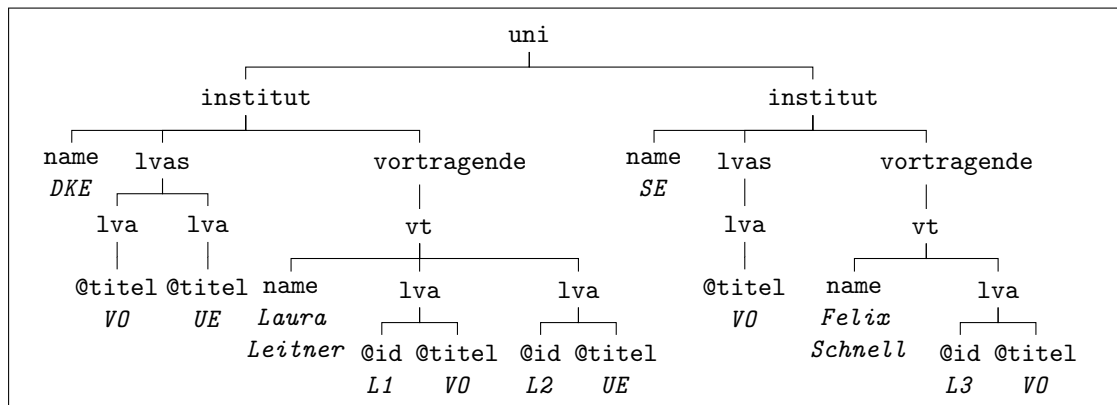 uni
institut institut
name lvas vortragende name lvas vortragende
DKE SE
lva lva vt lva vt
@titel @titel name lva lva @titel name lva
VO UE Laura VO Felix
Leitner @id @titel @id @titel Schnell @id @titel
L1 VO L2 UE L3 VO